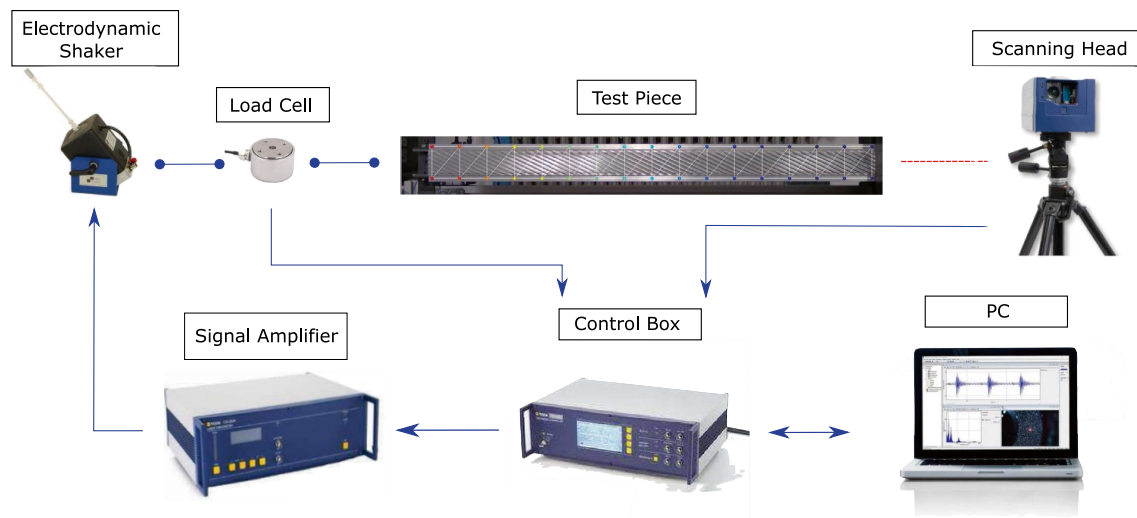 Electrodynamic
Shaker
Load Cell
Test Piece
Scanning Head
Signal Amplifier
Control Box
PC